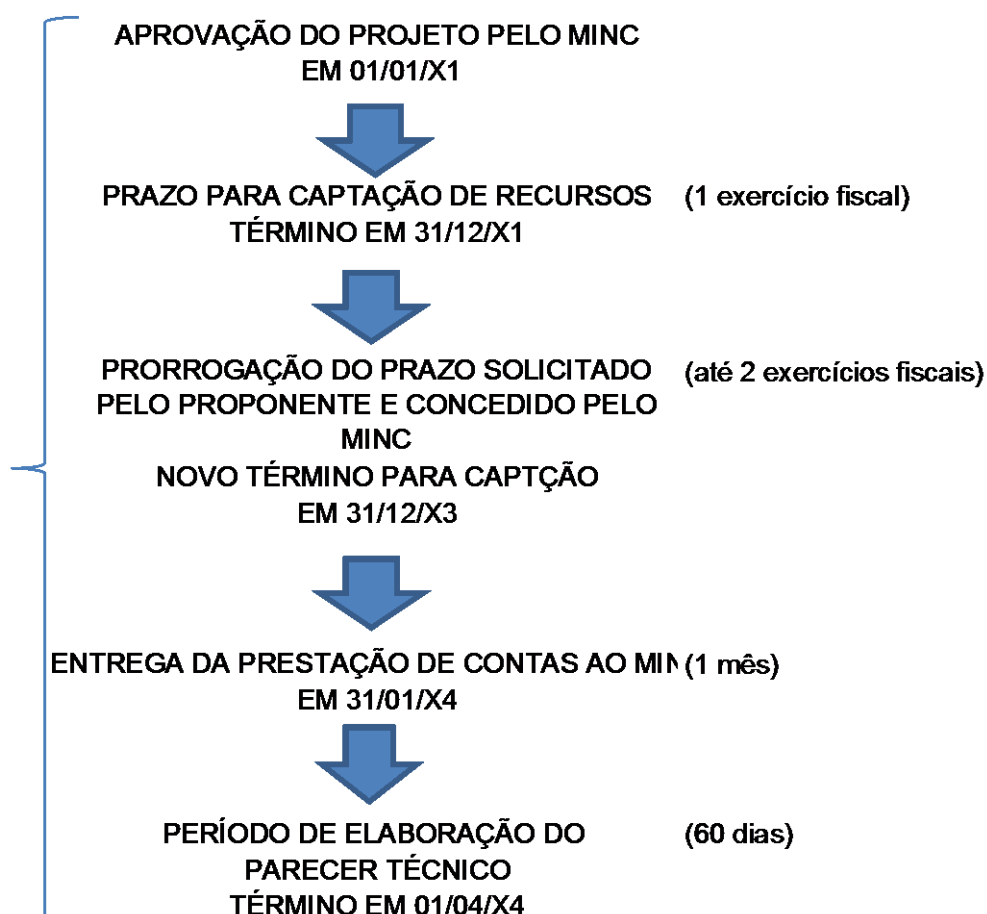 APROVAÇÃO DO PROJETO PELO MINC
EM 01/01/X1
PRAZO PARA CAPTAÇÃO DE RECURSOS (1 exercício fiscal)
TÉRMINO EM 31/12/X1
PRORROGAÇÃO DO PRAZO SOLICITADO (até 2 exercícios fiscais)
PELO PROPONENTE E CONCEDIDO PELO
MINC
NOVO TÉRMINO PARA CAPTÇÃO
EM 31/12/X3
ENTREGA DA PRESTAÇÃO DE CONTAS AO MIN (1 mês)
EM 31/01/X4
PERÍODO DE ELABORAÇÃO DO (60 dias)
PARECER TÉCNICO
TÉRMINO EM 01/04/X4